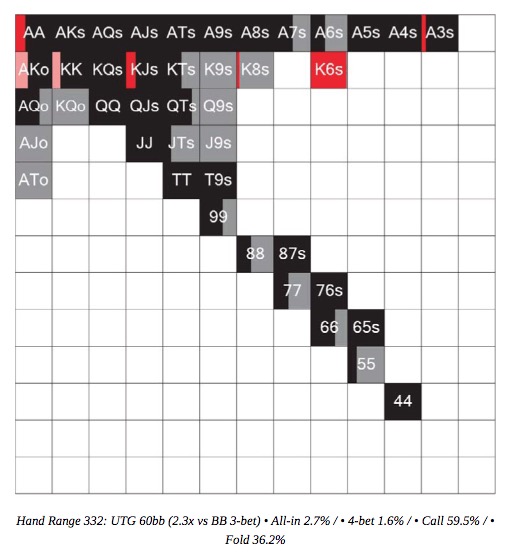 AA AKs AQs AJs ATs A9s A8s A7s A6s A5s A4s A3s
AKo KK KQs KJs KTs K9s K8s K6s
AQo KQo QQ QJs QTs Q9s
AJo JJ JTs J9s
ATo TT T9s
99
88 87s
77 76s
66 65s
55
44
Hand Range 332: UTG 60bb (2.3x vs BB 3-bet) • All-in 2.7% / • 4-bet 1.6% / • Call 59.5% / •
Fold 36.2%